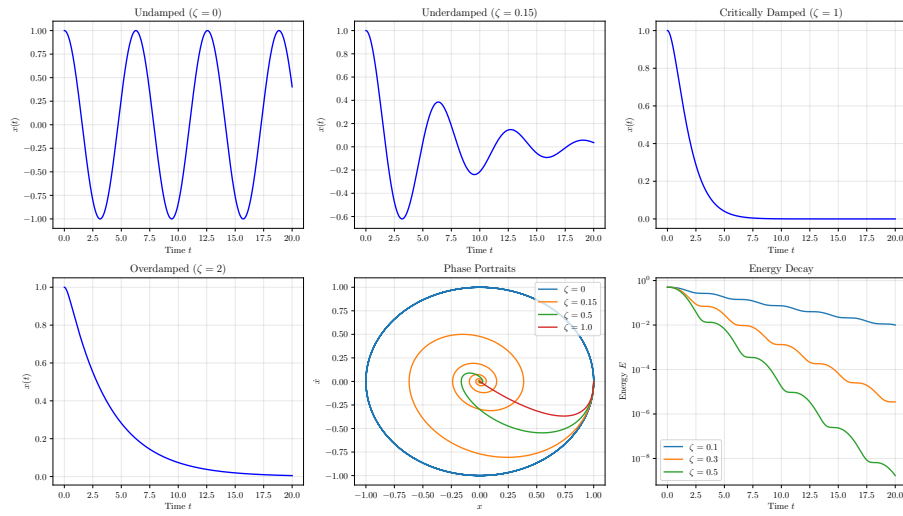 Undamped (ζ = 0)
1.00
0.75
0.50
0.25
0.00
−0.25
−0.50
−0.75
−1.00
x(t)
0.0 2.5 5.0 7.5 10.0 12.5 15.0 17.5 20.0
Time t
Underdamped (ζ = 0.15)
1.0
0.8
0.6
0.4
0.2
0.0
−0.2
−0.4
−0.6
x(t)
0.0 2.5 5.0 7.5 10.0 12.5 15.0 17.5 20.0
Time t
Critically Damped (ζ = 1)
1.0
0.8
0.6
0.4
0.2
0.0
x(t)
0.0 2.5 5.0 7.5 10.0 12.5 15.0 17.5 20.0
Time t
Overdamped (ζ = 2)
1.0
0.8
0.6
0.4
0.2
0.0
x(t)
0.0 2.5 5.0 7.5 10.0 12.5 15.0 17.5 20.0
Time t
Phase Portraits
1.00
0.75
0.50
0.25
0.00
−0.25
−0.50
−0.75
−1.00
ẋ
ζ = 0
ζ = 0.15
ζ = 0.5
ζ = 1.0
−1.00 −0.75 −0.50 −0.25 0.00 0.25 0.50 0.75 1.00
x
Energy Decay
10⁰
10⁻²
10⁻⁴
10⁻⁶
10⁻⁸
Energy E
ζ = 0.1
ζ = 0.3
ζ = 0.5
0.0 2.5 5.0 7.5 10.0 12.5 15.0 17.5 20.0
Time t